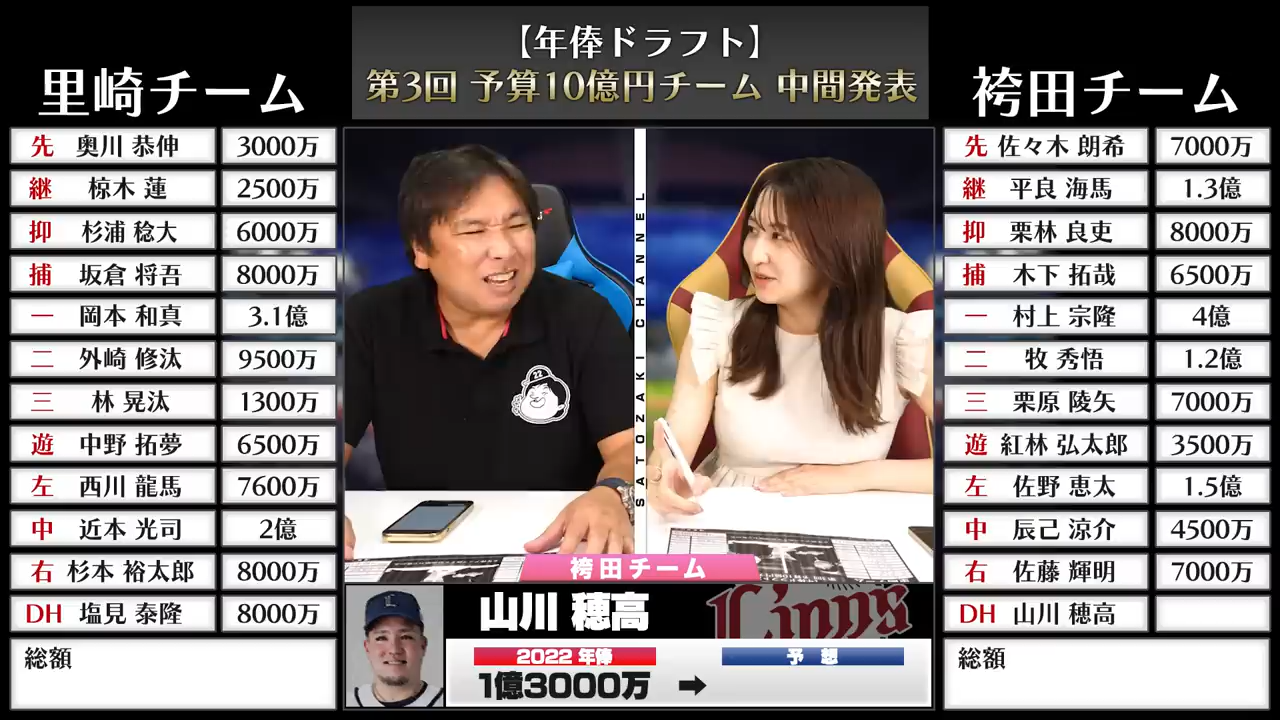 【年俸ドラフト】
第3回 予算10億円チーム 中間発表
里崎チーム
先 奥川 恭伸 3000万
継 椋木 蓮 2500万
抑 杉浦 稔大 6000万
捕 坂倉 将吾 8000万
一 岡本 和真 3.1億
二 外崎 修汰 9500万
三 林 晃汰 1300万
遊 中野 拓夢 6500万
左 西川 龍馬 7600万
中 近本 光司 2億
右 杉本 裕太郎 8000万
DH 塩見 泰隆 8000万
総額
SATOZAKI CHANNEL
22
袴田チーム
山川 穂高
Lions
2022 年俸
予 想
1億3000万 ➡
袴田チーム
先 佐々木 朗希 7000万
継 平良 海馬 1.3億
抑 栗林 良吏 8000万
捕 木下 拓哉 6500万
一 村上 宗隆 4億
二 牧 秀悟 1.2億
三 栗原 陵矢 7000万
遊 紅林 弘太郎 3500万
左 佐野 恵太 1.5億
中 辰己 涼介 4500万
右 佐藤 輝明 7000万
DH 山川 穂高
総額